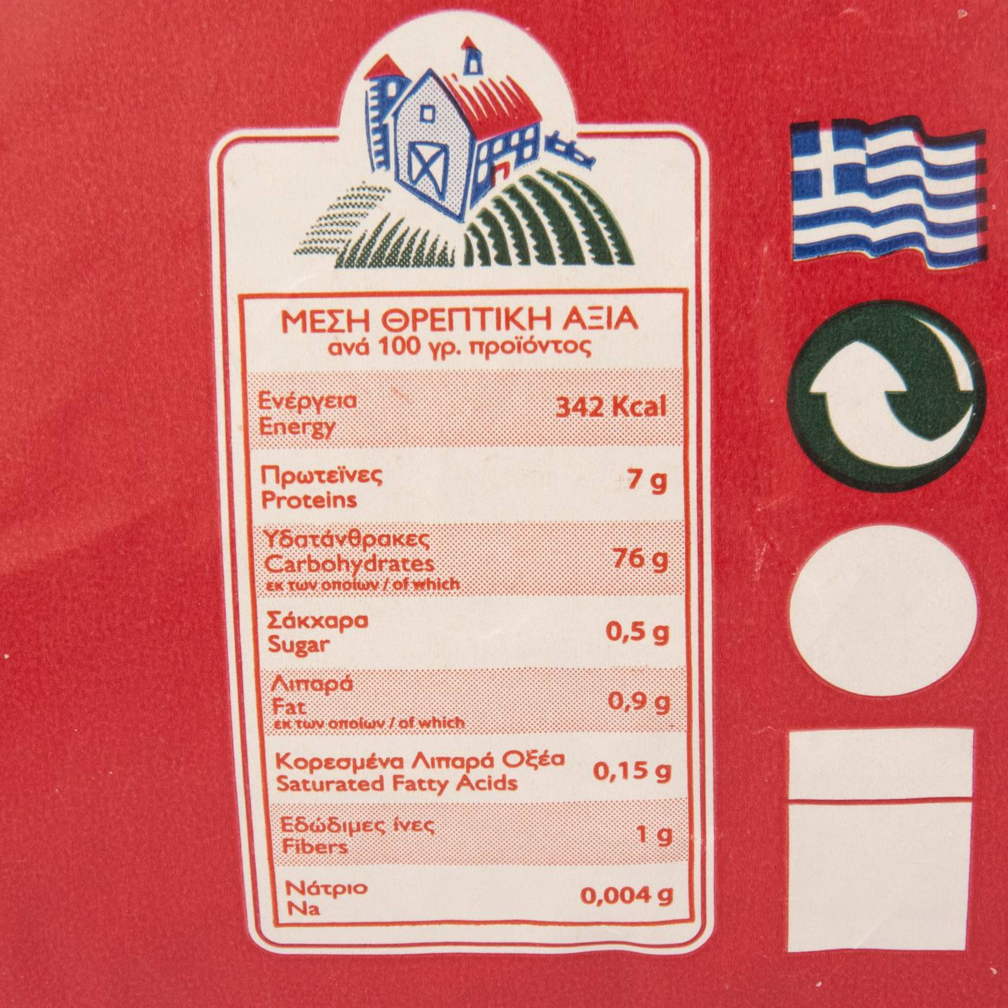 ΜΕΣΗ ΘΡΕΠΤΙΚΗ ΑΞΙΑ
ανά 100 γρ. προϊόντος
Ενέργεια
Energy
342 Kcal
Πρωτεϊνες
Proteins
7 g
Υδατάνθρακες
Carbohydrates
εκ των οποίων / of which
76 g
Σάκχαρα
Sugar
0,5 g
Λιπαρά
Fat
εκ των οποίων / of which
0,9 g
Κορεσμένα Λιπαρά Οξέα
Saturated Fatty Acids
0,15 g
Εδώδιμες ίνες
Fibers
1 g
Νάτριο
Na
0,004 g